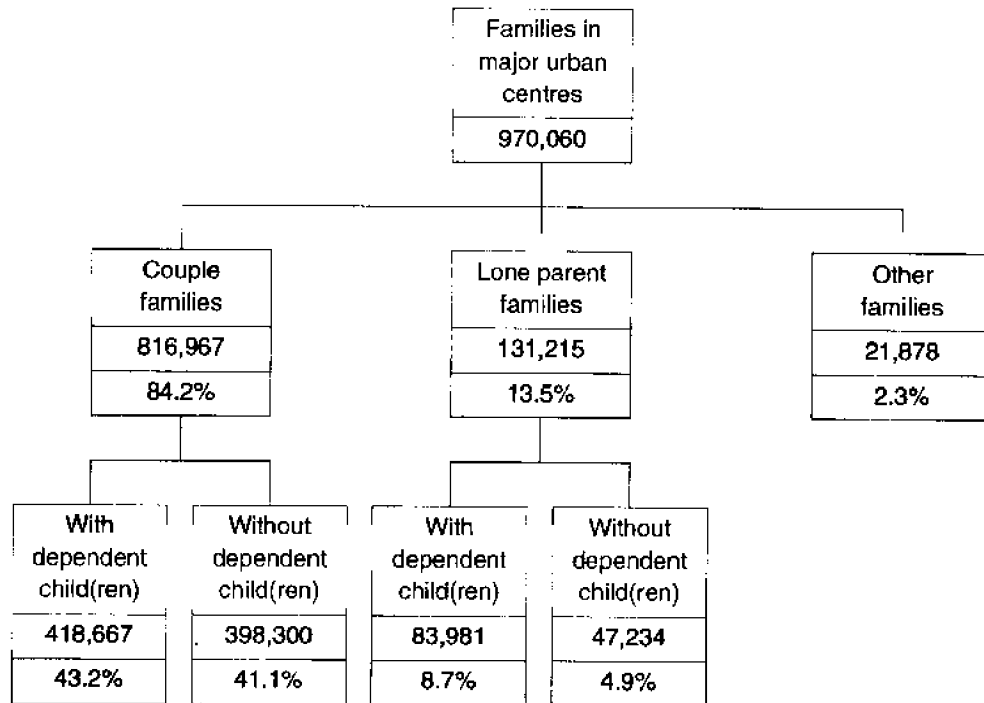 Families in
major urban
centres
970,060
Couple
families
816,967
84.2%
Lone parent
families
131,215
13.5%
Other
families
21,878
2.3%
With
dependent
child(ren)
418,667
43.2%
Without
dependent
child(ren)
398,300
41.1%
With
dependent
child(ren)
83,981
8.7%
Without
dependent
child(ren)
47,234
4.9%